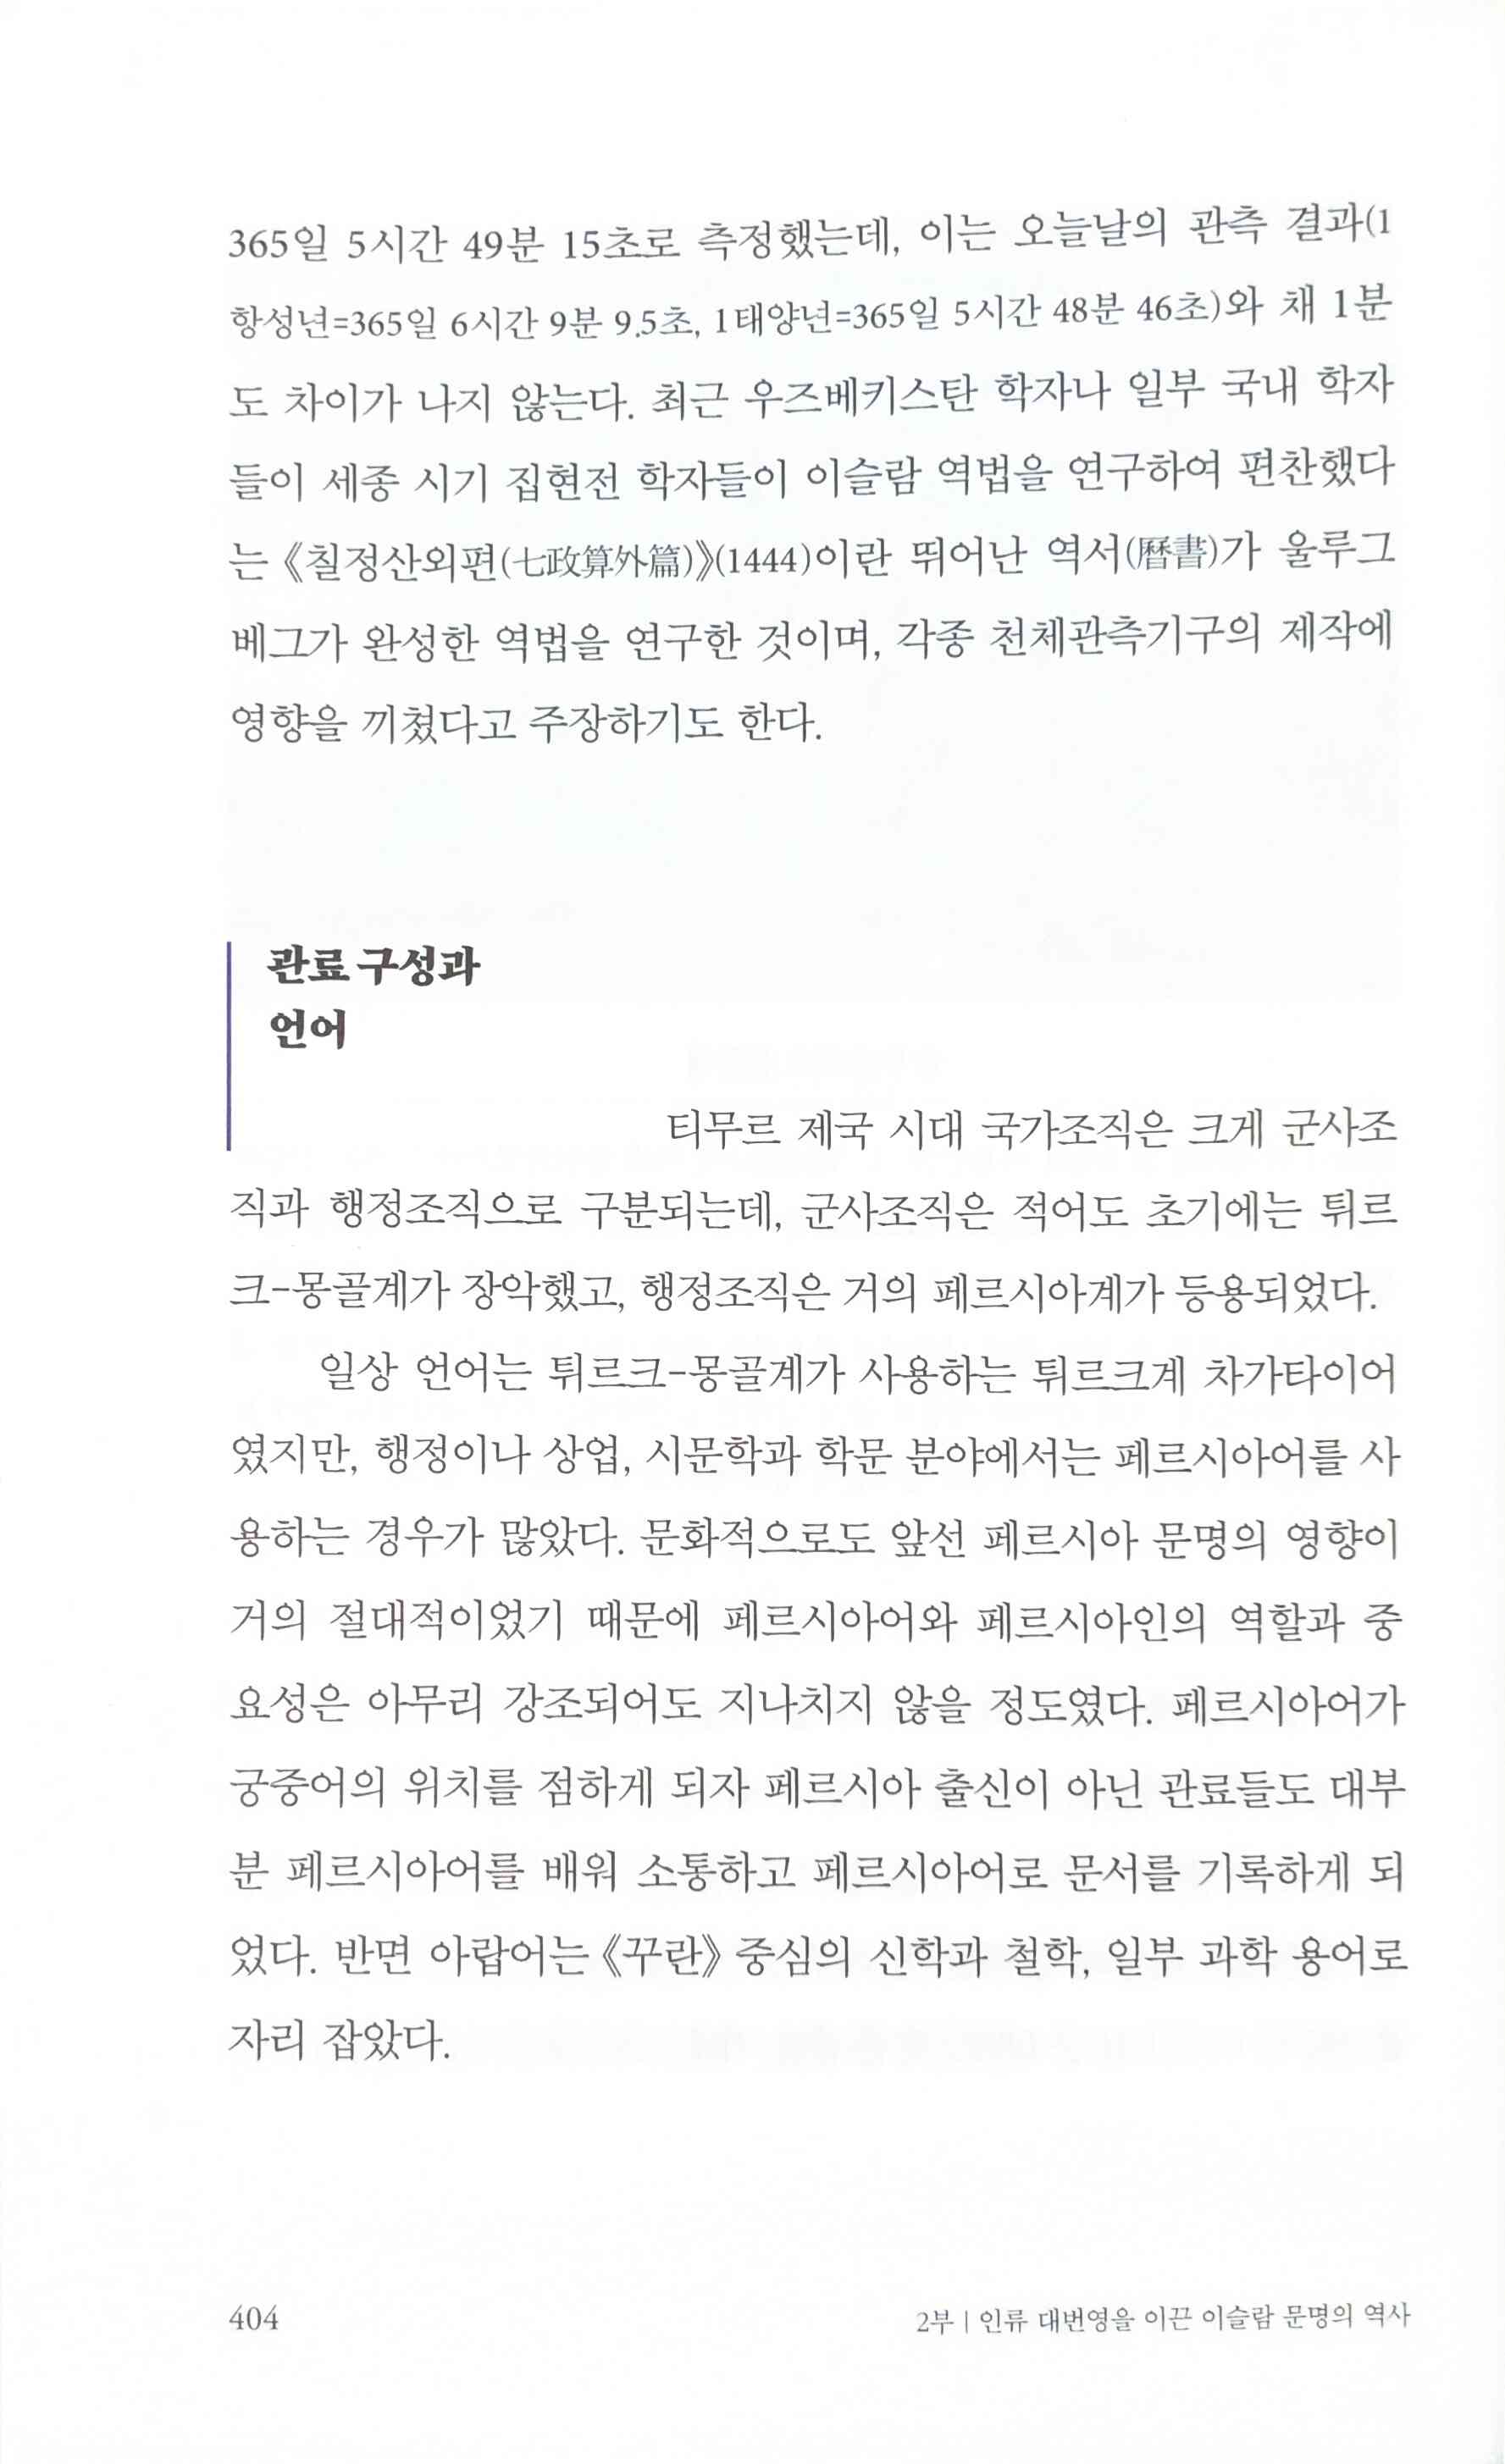 365일 5시간 49분 15초로 측정했는데, 이는 오늘날의 관측 결과(1
항성년=365일 6시간 9분 9.5초, 1태양년=365일 5시간 48분 46초)와 채 1분
도 차이가 나지 않는다. 최근 우즈베키스탄 학자나 일부 국내 학자
들이 세종 시기 집현전 학자들이 이슬람 역법을 연구하여 편찬했다
는 《칠정산외편(七政算外篇)》(1444)이란 뛰어난 역서(曆書)가 울루그
베그가 완성한 역법을 연구한 것이며, 각종 천체관측기구의 제작에
영향을 끼쳤다고 주장하기도 한다.
관료 구성과
언어
티무르 제국 시대 국가조직은 크게 군사조
직과 행정조직으로 구분되는데, 군사조직은 적어도 초기에는 튀르
크-몽골계가 장악했고, 행정조직은 거의 페르시아계가 등용되었다.
일상 언어는 튀르크-몽골계가 사용하는 튀르크계 차가타이어
였지만, 행정이나 상업, 시문학과 학문 분야에서는 페르시아어를 사
용하는 경우가 많았다. 문화적으로도 앞선 페르시아 문명의 영향이
거의 절대적이었기 때문에 페르시아어와 페르시아인의 역할과 중
요성은 아무리 강조되어도 지나치지 않을 정도였다. 페르시아어가
궁중어의 위치를 점하게 되자 페르시아 출신이 아닌 관료들도 대부
분 페르시아어를 배워 소통하고 페르시아어로 문서를 기록하게 되
었다. 반면 아랍어는 《꾸란》 중심의 신학과 철학, 일부 과학 용어로
자리 잡았다.
404
2부 | 인류 대번영을 이끈 이슬람 문명의 역사